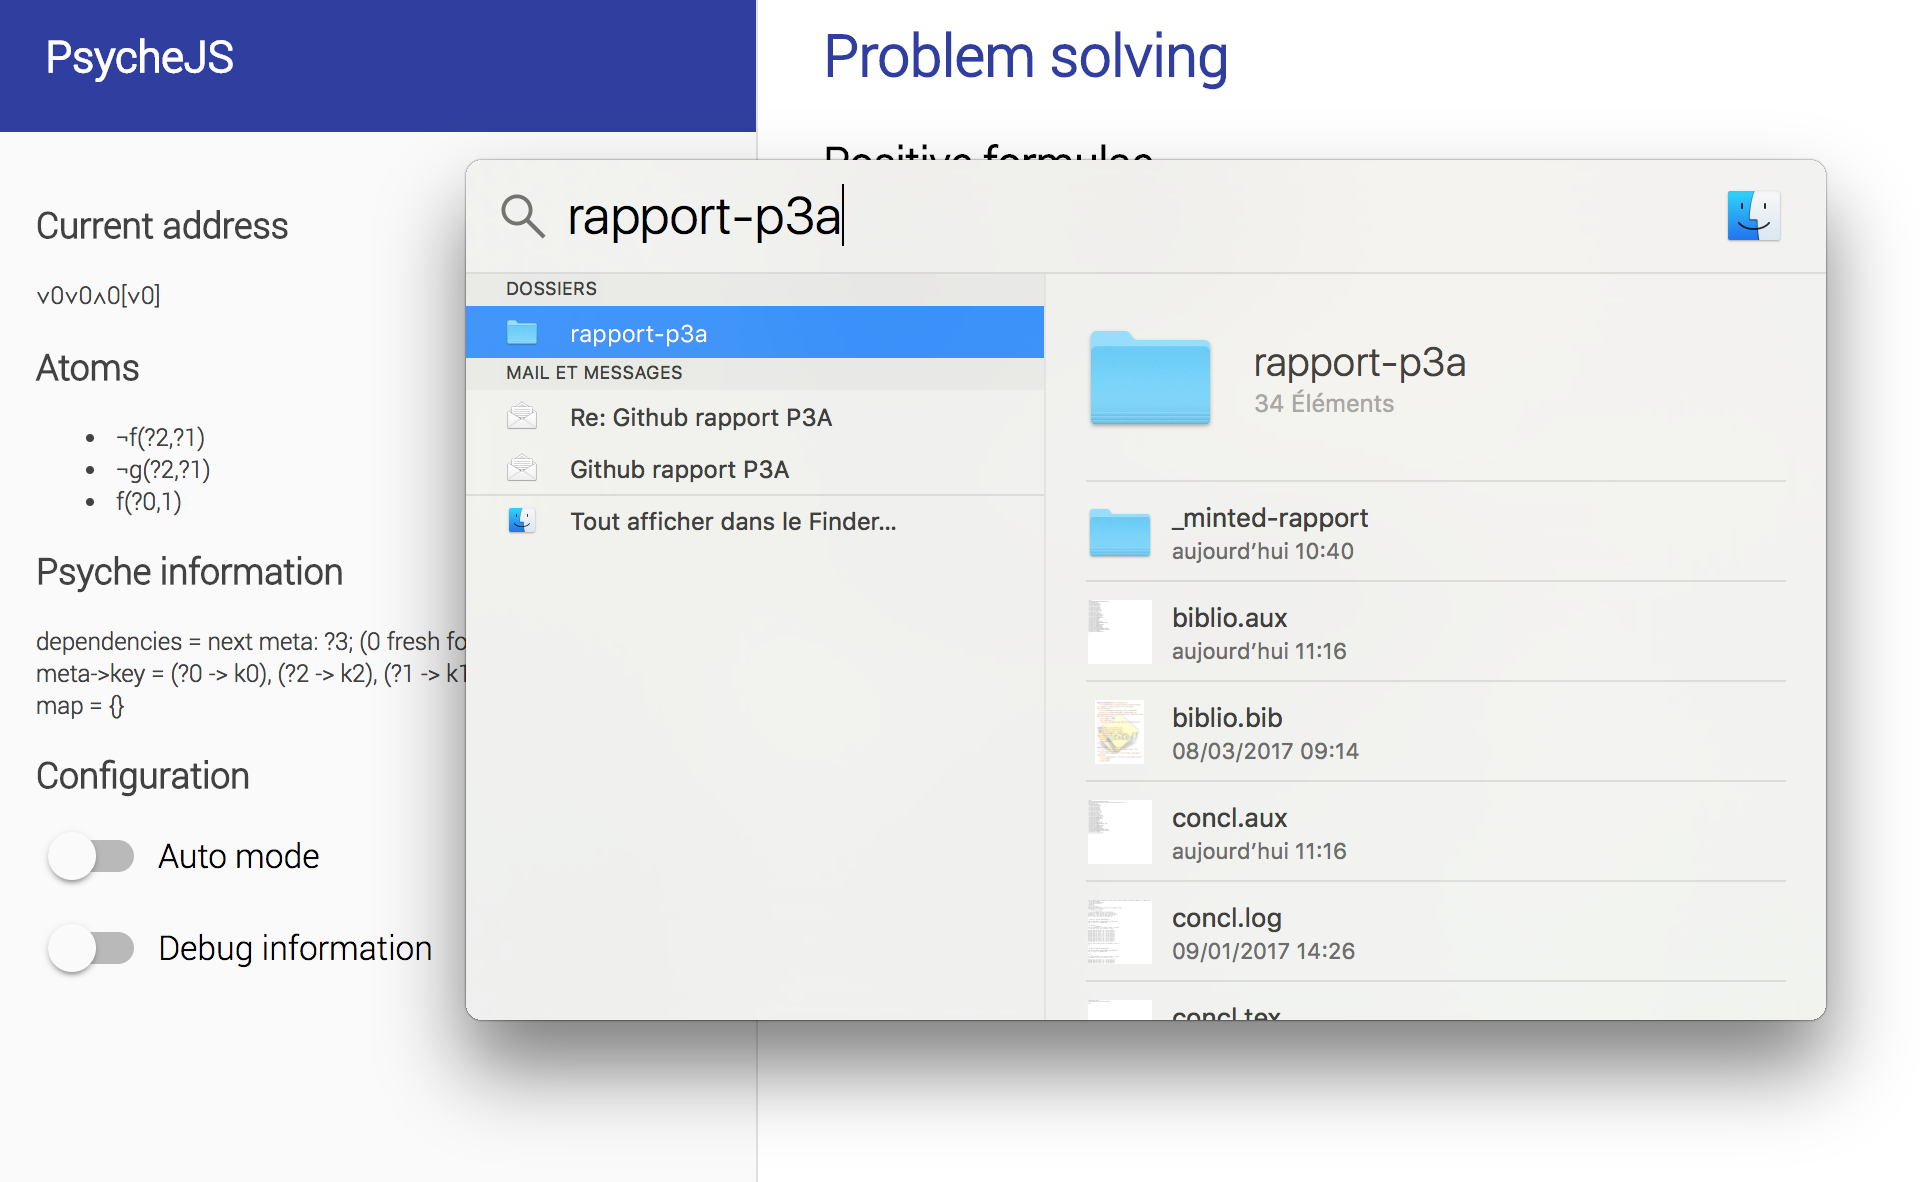 PsycheJS
Current address
∨0∨0∧0[∨0]
Atoms
• ¬f(?2,?1)
• ¬g(?2,?1)
• f(?0,1)
Psyche information
dependencies = next meta: ?3; (0 fresh fo
meta->key = (?0 -> k0), (?2 -> k2), (?1 -> k1
map = {}
Configuration
Auto mode
Debug information
Problem solving
Positive formulae
rapport-p3a
DOSSIERS
rapport-p3a
MAIL ET MESSAGES
Re: Github rapport P3A
Github rapport P3A
Tout afficher dans le Finder...
rapport-p3a
34 Éléments
_minted-rapport
aujourd’hui 10:40
biblio.aux
aujourd’hui 11:16
biblio.bib
08/03/2017 09:14
concl.aux
aujourd’hui 11:16
concl.log
09/01/2017 14:26
concl.tex